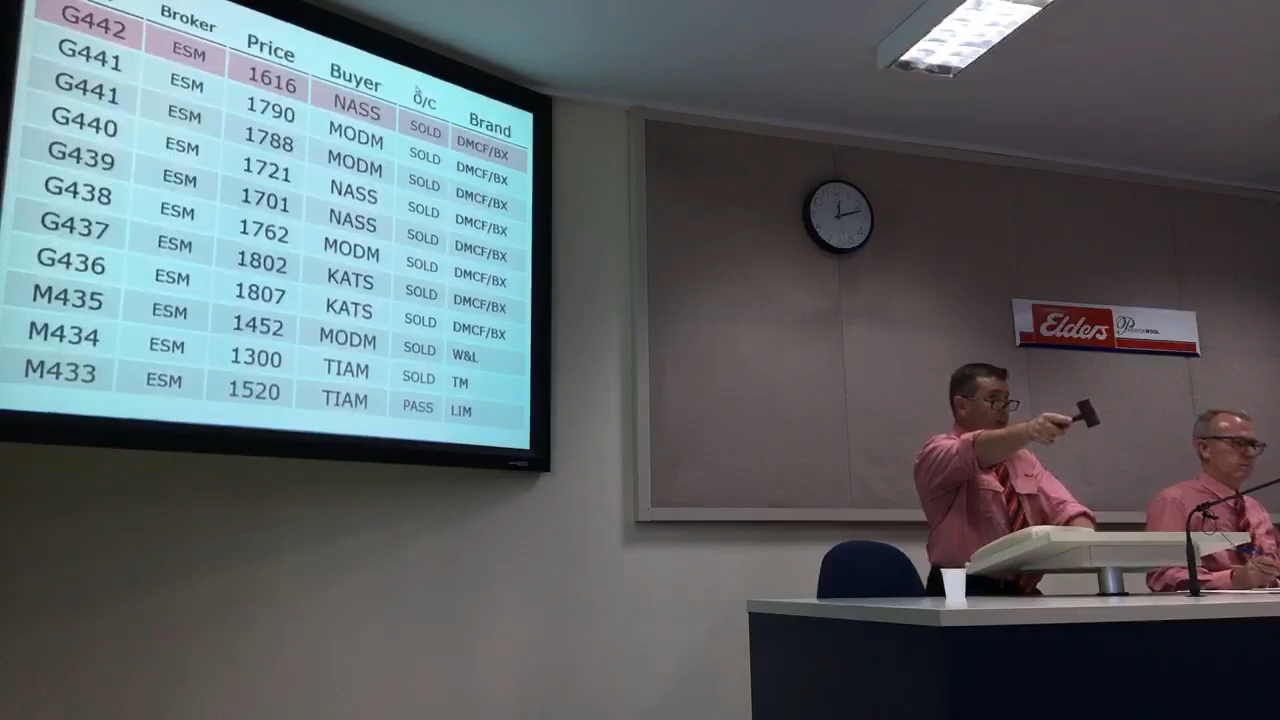 Broker Price Buyer O/C Brand
G442 ESM 1616 NASS SOLD DMCF/BX
G441 ESM 1790 MODM SOLD DMCF/BX
G441 ESM 1788 MODM SOLD DMCF/BX
G440 ESM 1721 NASS SOLD DMCF/BX
G439 ESM 1701 NASS SOLD DMCF/BX
G438 ESM 1762 MODM SOLD DMCF/BX
G437 ESM 1802 KATS SOLD DMCF/BX
G436 ESM 1807 KATS SOLD DMCF/BX
M435 ESM 1452 MODM SOLD W&L
M434 ESM 1300 TIAM SOLD TM
M433 ESM 1520 TIAM PASS LIM
Elders